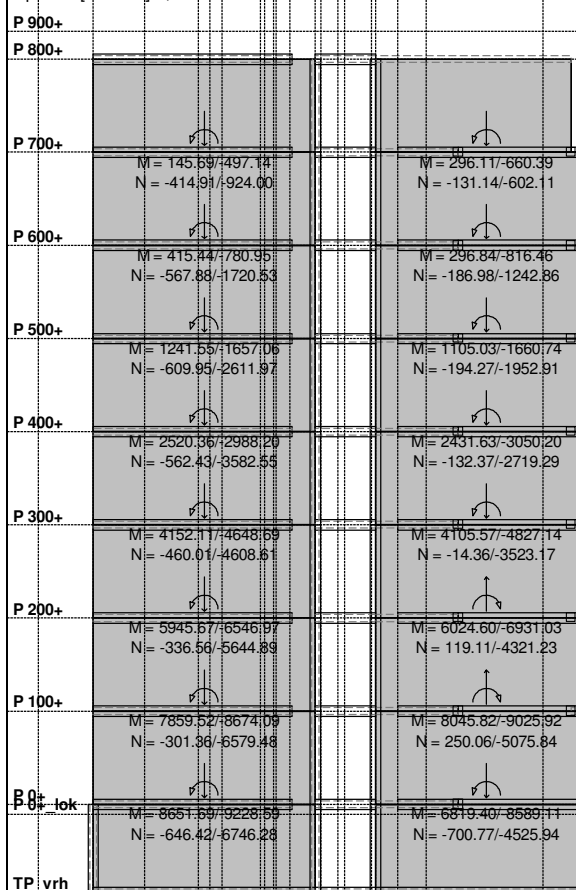 P 900+
P 800+
P 700+
M = 145.69/-497.14
N = -414.91/-924.00
M = 296.11/-660.39
N = -131.14/-602.11
P 600+
M = 415.44/-780.95
N = -567.88/-1720.53
M = 296.84/-816.46
N = -186.98/-1242.86
P 500+
M = 1241.55/-1657.06
N = -609.95/-2611.97
M = 1105.03/-1660.74
N = -194.27/-1952.91
P 400+
M = 2520.36/-2988.20
N = -562.43/-3582.55
M = 2431.63/-3050.20
N = -132.37/-2719.29
P 300+
M = 4152.11/-4648.69
N = -460.01/-4608.61
M = 4105.57/-4827.14
N = -14.36/-3523.17
P 200+
M = 5945.67/-6546.97
N = -336.56/-5644.89
M = 6024.60/-6931.03
N = 119.11/-4321.23
P 100+
M = 7859.52/-8674.09
N = -301.36/-6579.48
M = 8045.82/-9025.92
N = 250.06/-5075.84
P 0+
P 0+_lok
M = 8651.69/-9228.59
N = -646.42/-6746.28
M = 6819.40/-8589.11
N = -700.77/-4525.94
TP_vrh